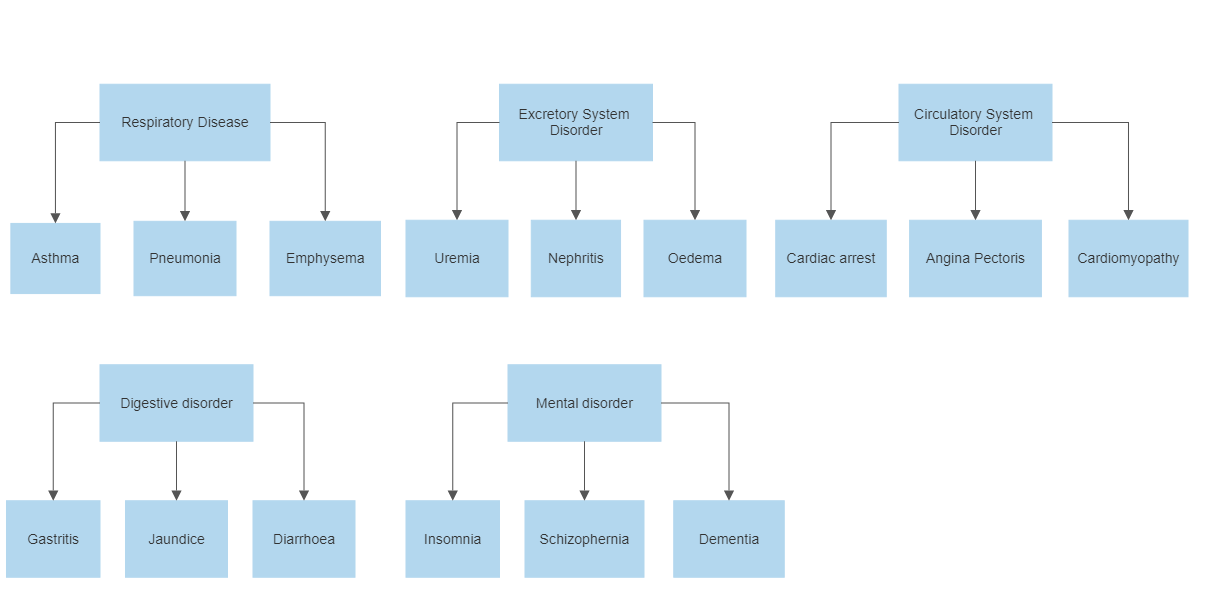 Respiratory Disease
Excretory System
Disorder
Circulatory System
Disorder
Asthma
Pneumonia
Emphysema
Uremia
Nephritis
Oedema
Cardiac arrest
Angina Pectoris
Cardiomyopathy
Digestive disorder
Mental disorder
Gastritis
Jaundice
Diarrhoea
Insomnia
Schizophernia
Dementia